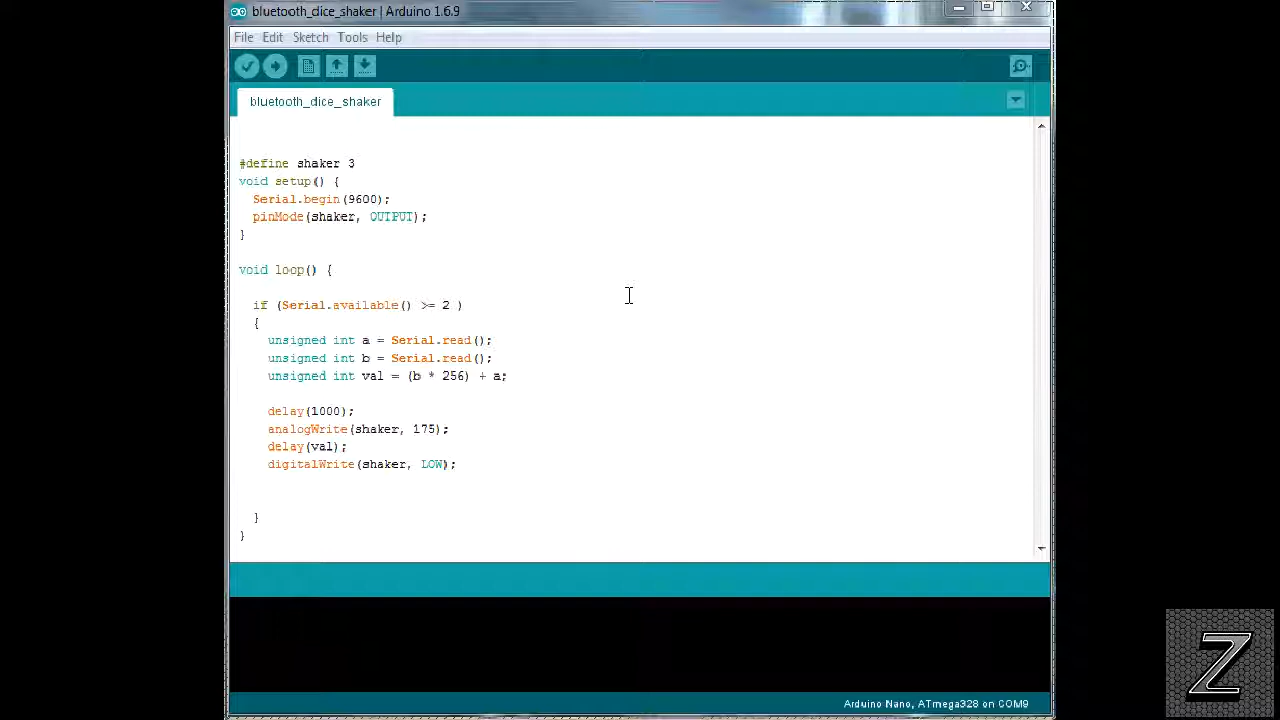 bluetooth_dice_shaker | Arduino 1.6.9
File Edit Sketch Tools Help
bluetooth_dice_shaker
#define shaker 3
void setup() {
  Serial.begin(9600);
  pinMode(shaker, OUTPUT);
}
void loop() {
  if (Serial.available() >= 2 )
  {
    unsigned int a = Serial.read();
    unsigned int b = Serial.read();
    unsigned int val = (b * 256) + a;
    delay(1000);
    analogWrite(shaker, 175);
    delay(val);
    digitalWrite(shaker, LOW);
  }
}
Arduino Nano, ATmega328 on COM9
Z